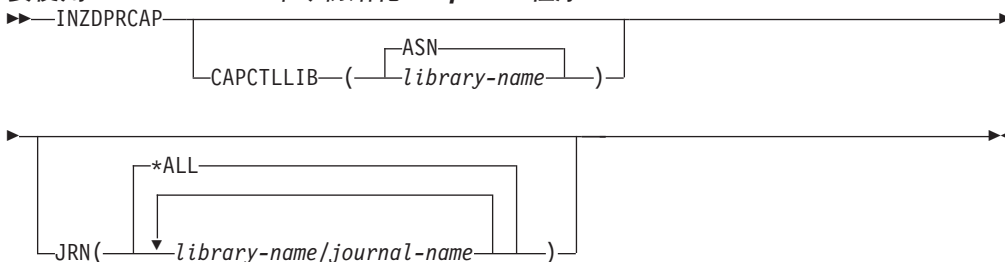 INZDPRCAP
ASN
CAPCTLLIB ( library-name )
*ALL
JRN( library-name/journal-name )